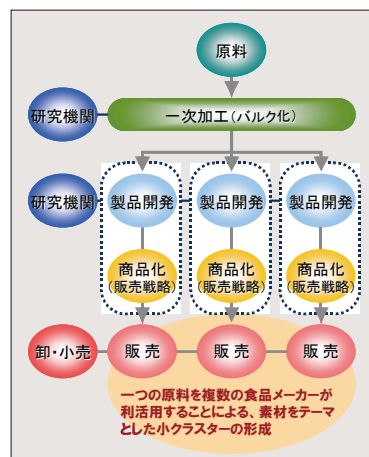 原料
研究機関 一次加工(バルク化)
研究機関 製品開発 製品開発 製品開発
商品化 商品化 商品化
(販売戦略) (販売戦略) (販売戦略)
卸・小売 販売 販売 販売
一つの原料を複数の食品メーカーが
利活用することによる、素材をテーマ
とした小クラスターの形成